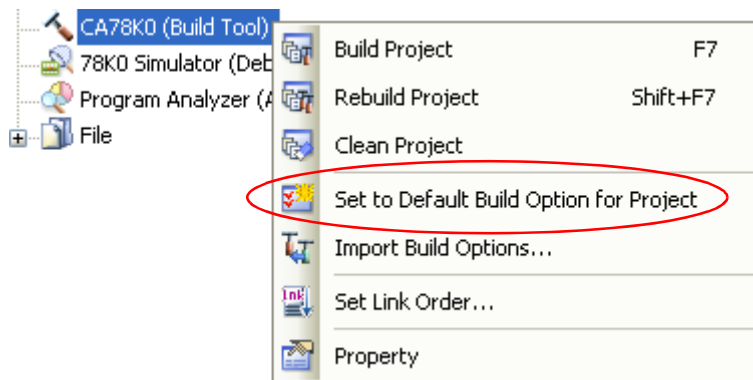 CA78K0 (Build Tool)
78K0 Simulator (Deb
Program Analyzer (A
File
Build Project F7
Rebuild Project Shift+F7
Clean Project
Set to Default Build Option for Project
Import Build Options...
Set Link Order...
Property